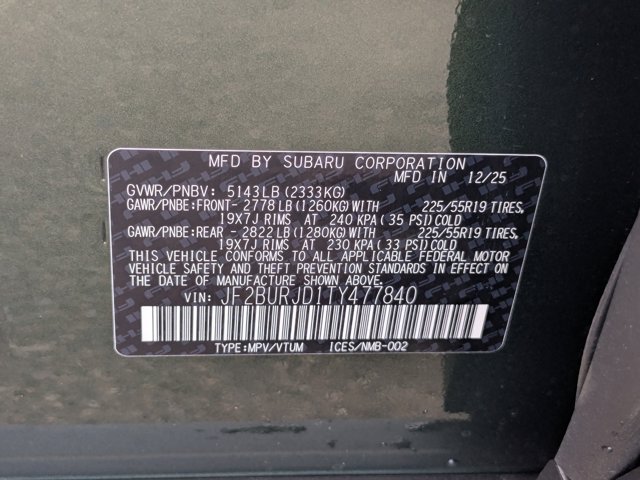 MFD BY SUBARU CORPORATION
MFD IN 12/25
GVWR/PNBV: 5143LB(2333KG)
GAWR/PNBE:FRONT- 2778 LB(1260KG)WITH 225/55R19 TIRES,
19X7J RIMS AT 240 KPA(35 PSI)COLD
GAWR/PNBE:REAR - 2822 LB(1280KG)WITH 225/55R19 TIRES,
19X7J RIMS AT 230 KPA(33 PSI)COLD
THIS VEHICLE CONFORMS TO ALL APPLICABLE FEDERAL MOTOR
VEHICLE SAFETY AND THEFT PREVENTION STANDARDS IN EFFECT ON
THE DATE OF MANUFACTURE SHOWN ABOVE.
VIN: JF2BURJD1TY477840
TYPE:MPV/VTUM ICES/NMB-002